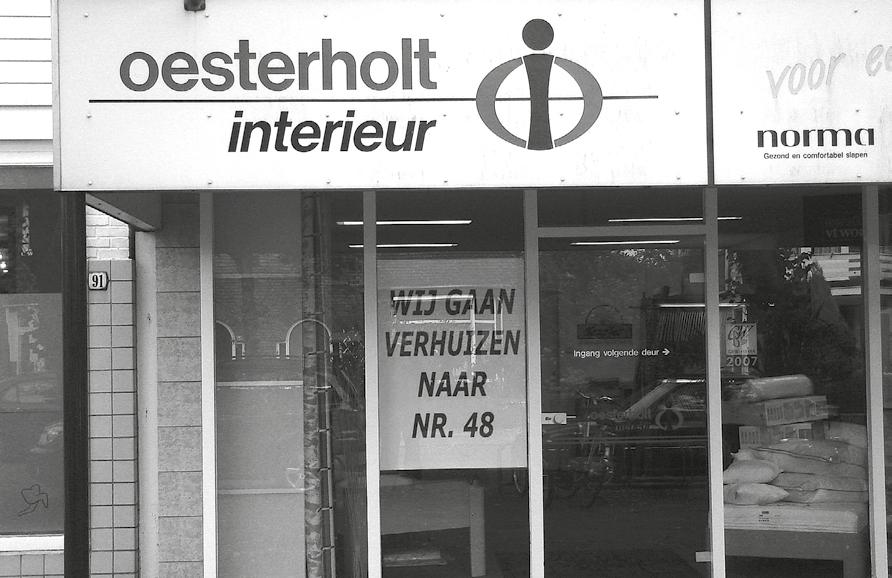 oesterholt
interieur
voor
norma
Gezond en comfortabel slapen
91
WIJ GAAN
VERHUIZEN
NAAR
NR. 48
Ingang volgende deur →
2007